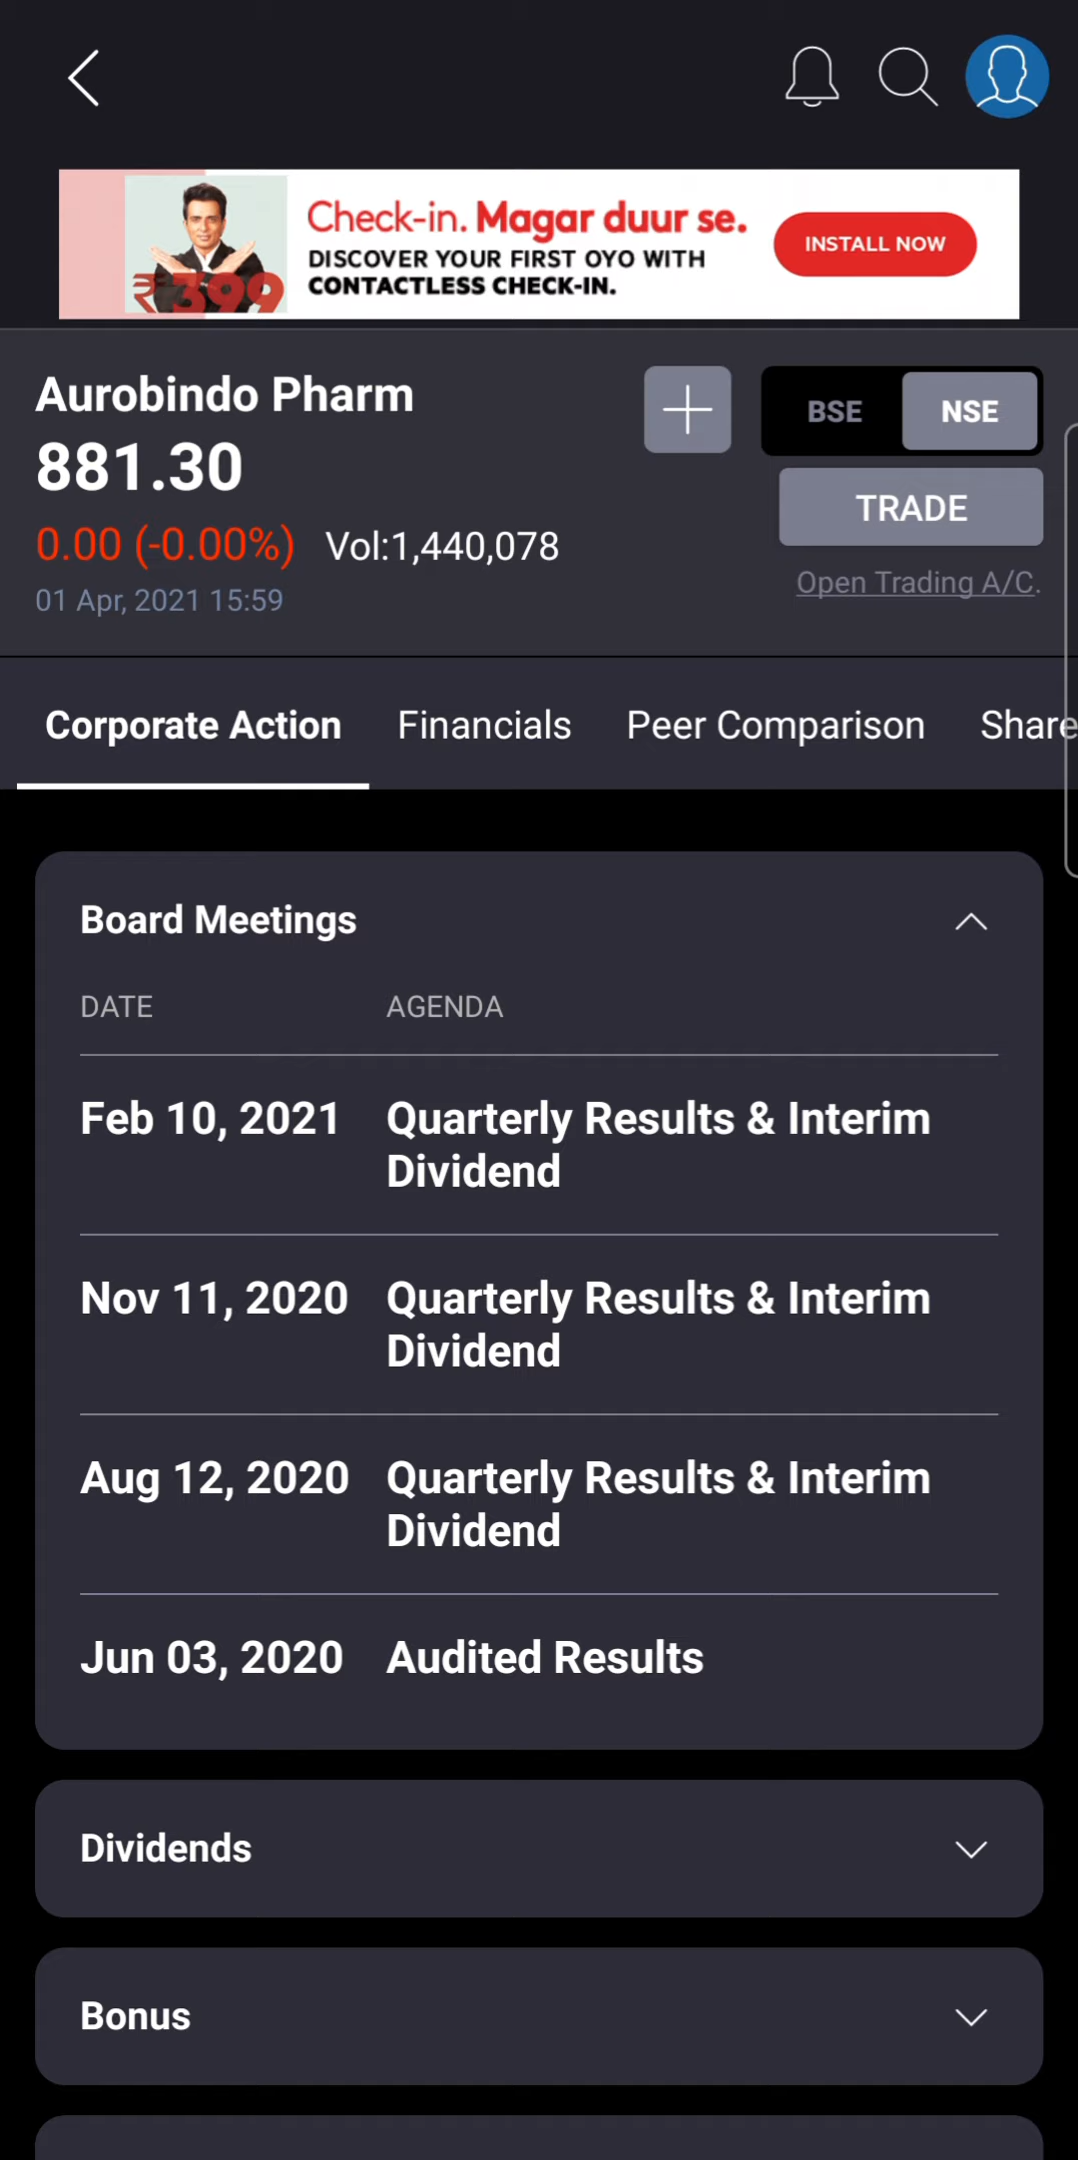 ₹399
Check-in. Magar duur se.
DISCOVER YOUR FIRST OYO WITH
CONTACTLESS CHECK-IN.
INSTALL NOW
Aurobindo Pharm
881.30
0.00 (-0.00%) Vol:1,440,078
01 Apr, 2021 15:59
BSE NSE
TRADE
Open Trading A/C.
Corporate Action Financials Peer Comparison Share
Board Meetings
DATE AGENDA
Feb 10, 2021 Quarterly Results & Interim
Dividend
Nov 11, 2020 Quarterly Results & Interim
Dividend
Aug 12, 2020 Quarterly Results & Interim
Dividend
Jun 03, 2020 Audited Results
Dividends
Bonus